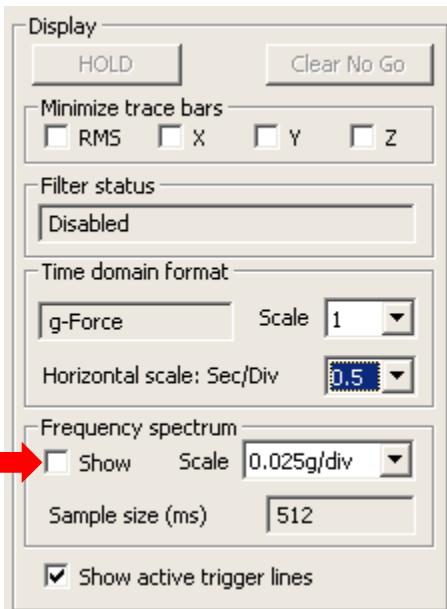 Display
HOLD Clear No Go
Minimize trace bars
RMS X Y Z
Filter status
Disabled
Time domain format
g-Force Scale 1
Horizontal scale: Sec/Div 0.5
Frequency spectrum
Show Scale 0.025g/div
Sample size (ms) 512
Show active trigger lines